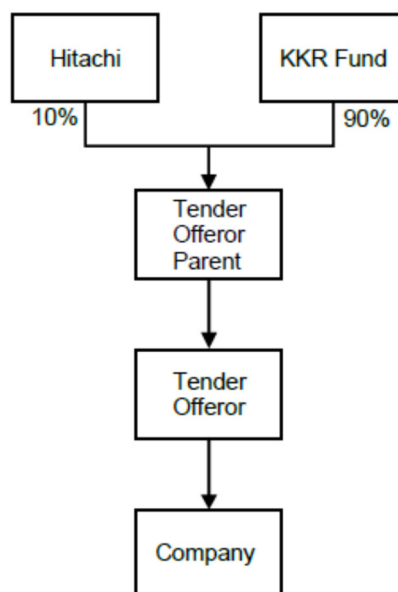 Hitachi
KKR Fund
10%
90%
Tender
Offeror
Parent
Tender
Offeror
Company